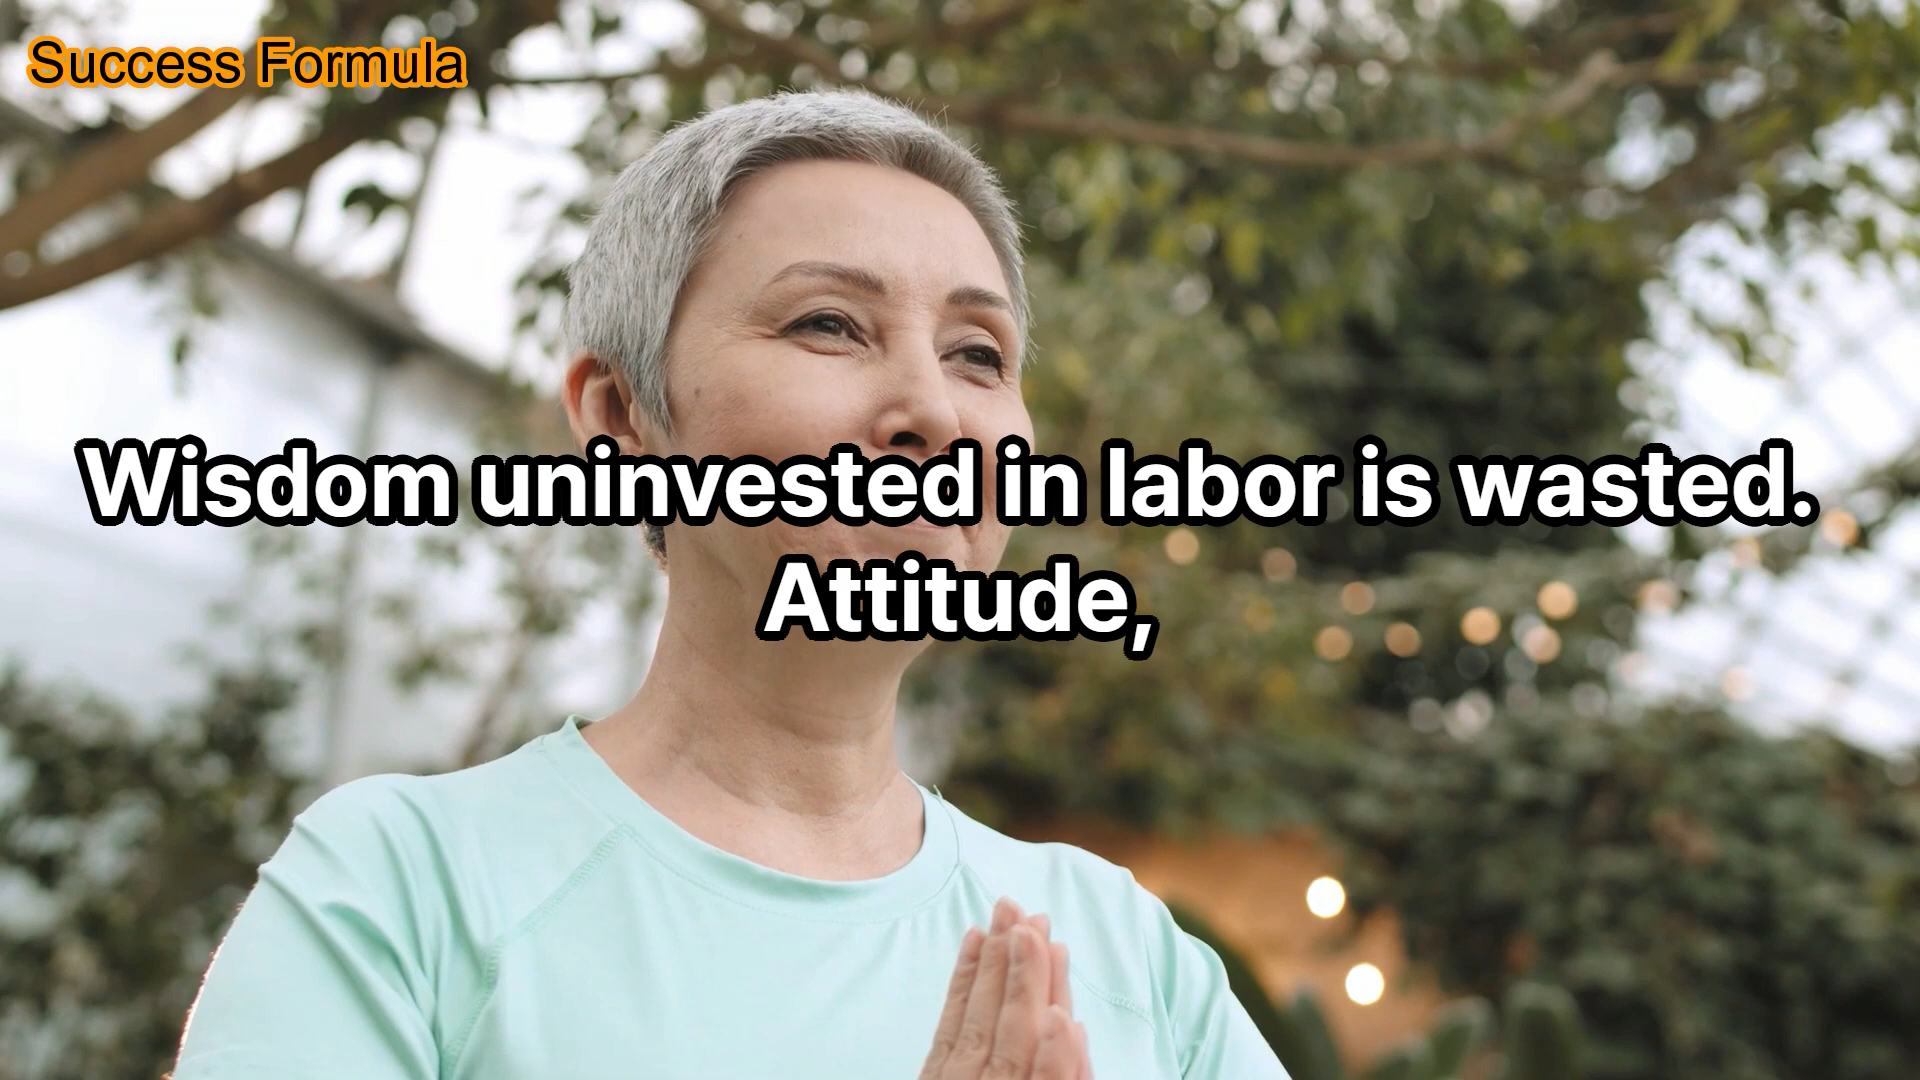 Success Formula
Wisdom uninvested in labor is wasted.
Attitude,